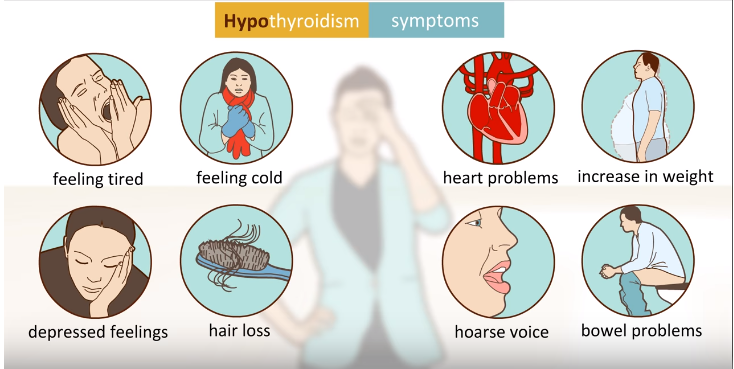 Hypothyroidism symptoms
feeling tired
feeling cold
heart problems
increase in weight
depressed feelings
hair loss
hoarse voice
bowel problems